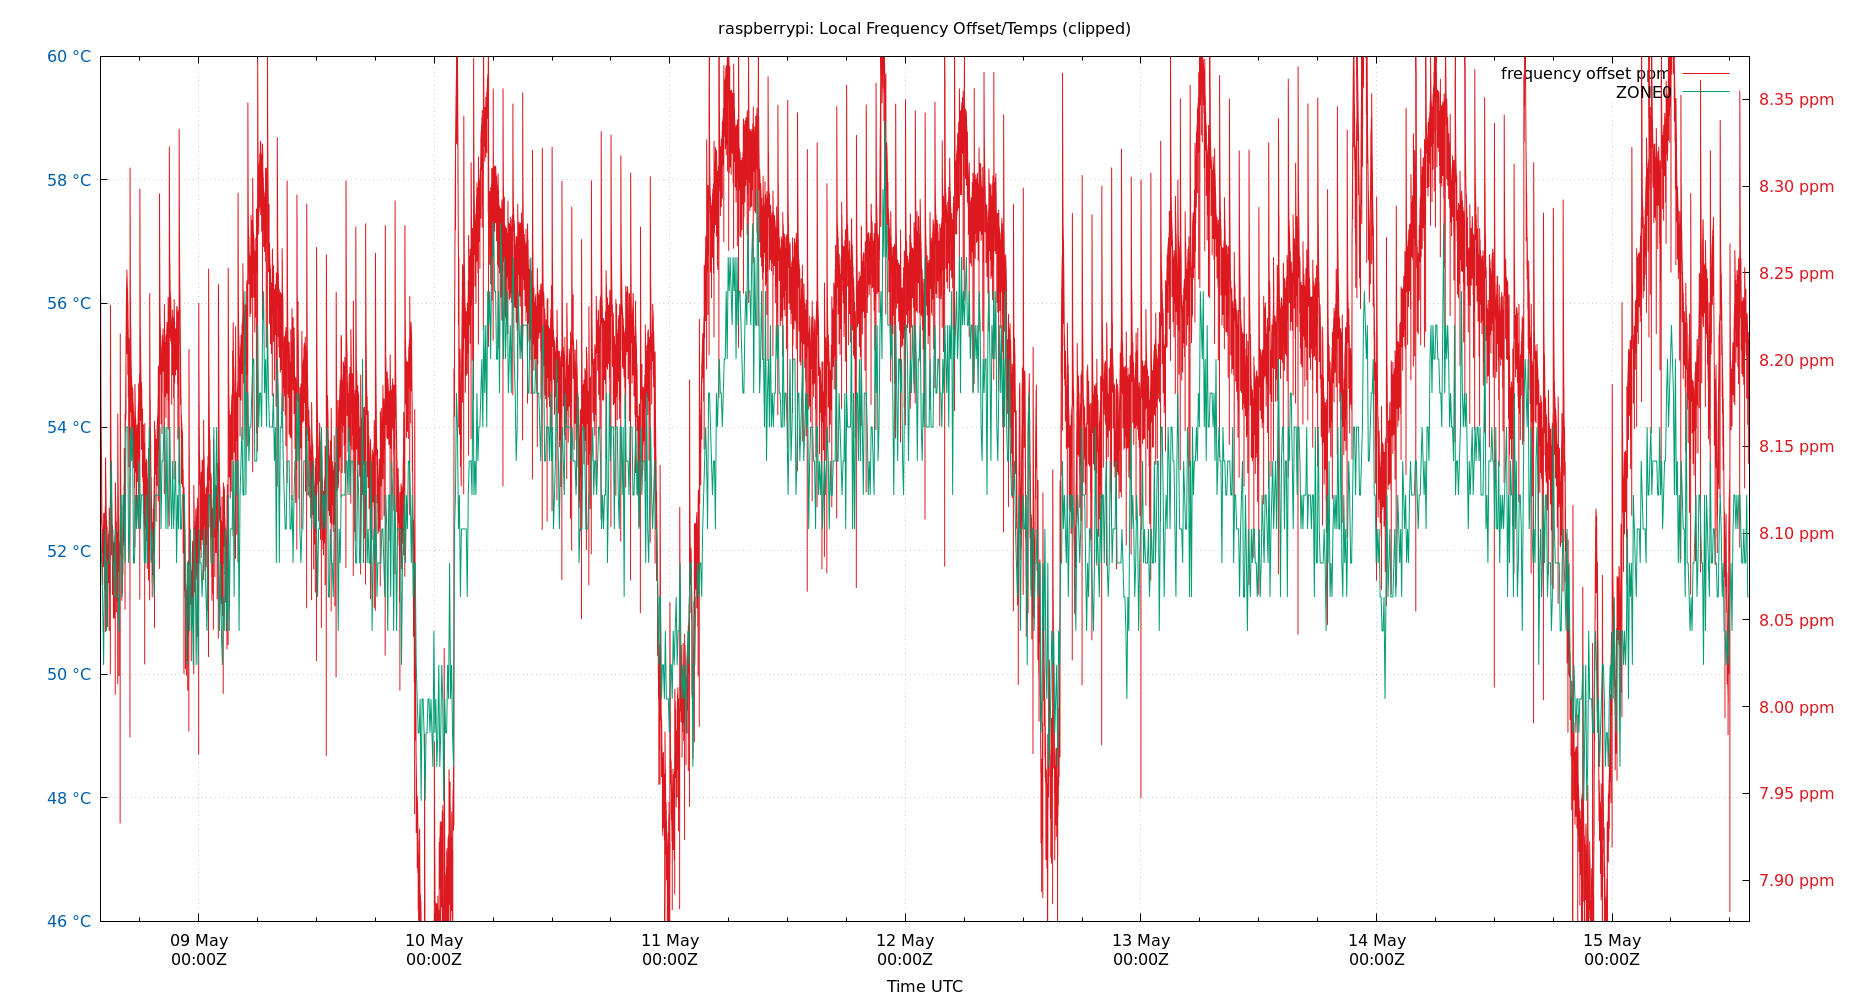 raspberrypi: Local Frequency Offset/Temps (clipped)
60 °C
58 °C
56 °C
54 °C
52 °C
50 °C
48 °C
46 °C
frequency offset ppm
ZONE0
8.35 ppm
8.30 ppm
8.25 ppm
8.20 ppm
8.15 ppm
8.10 ppm
8.05 ppm
8.00 ppm
7.95 ppm
7.90 ppm
09 May 10 May 11 May 12 May 13 May 14 May 15 May
00:00Z 00:00Z 00:00Z 00:00Z 00:00Z 00:00Z 00:00Z
Time UTC